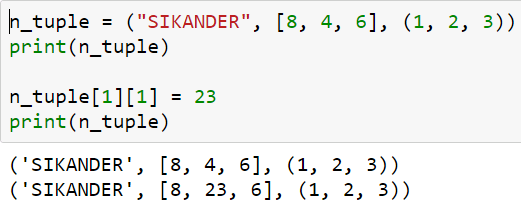 n_tuple = ("SIKANDER", [8, 4, 6], (1, 2, 3))
print(n_tuple)
n_tuple[1][1] = 23
print(n_tuple)
('SIKANDER', [8, 4, 6], (1, 2, 3))
('SIKANDER', [8, 23, 6], (1, 2, 3))